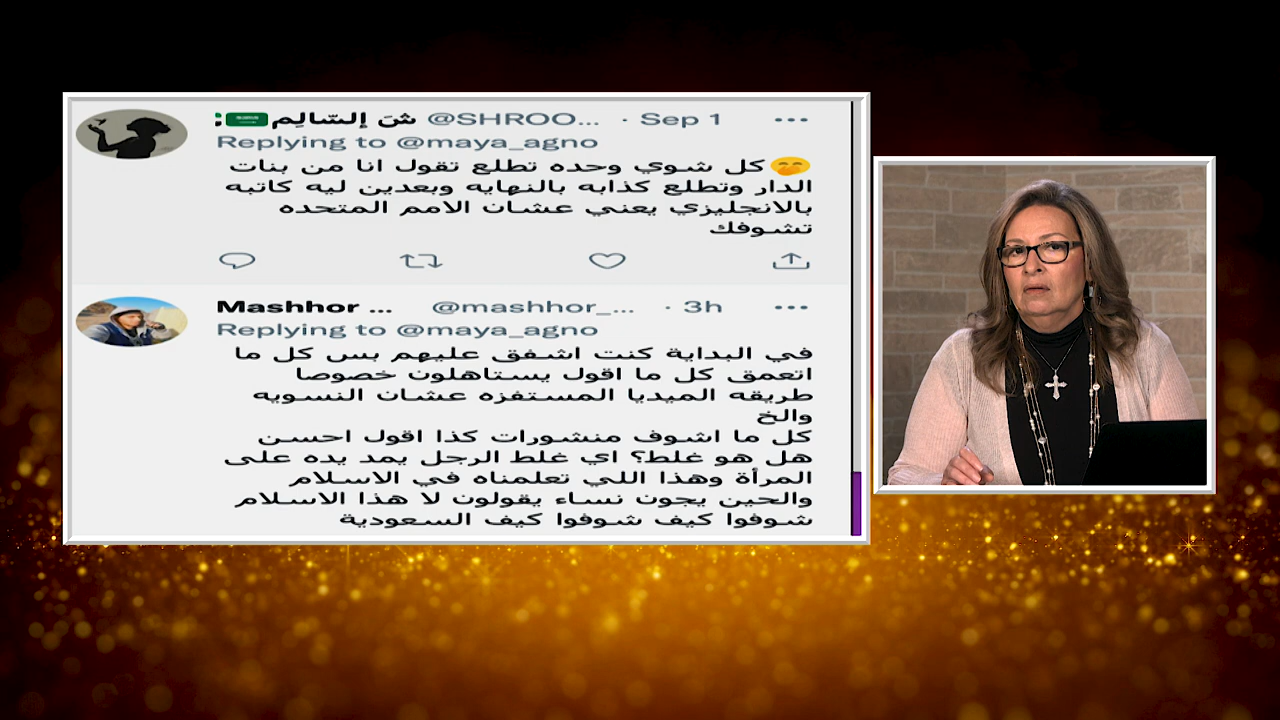 شَ إلسّالِم @SHROO... · Sep 1 ...
Replying to @maya_agno
كل شوي وحده تطلع تقول انا من بنات
الدار وتطلع كذابه بالنهايه وبعدين ليه كاتبه
بالانجليزي يعني عشان الامم المتحده
تشوفك
Mashhor ... @mashhor_... · 3h ...
Replying to @maya_agno
في البداية كنت اشفق عليهم بس كل ما
اتعمق كل ما اقول يستاهلون خصوصا
طريقه الميديا المستفزه عشان النسويه
والخ
كل ما اشوف منشورات كذا اقول احسن
هل هو غلط؟ اي غلط الرجل يمد يده على
المرأة وهذا اللي تعلمناه في الاسلام
والحين يجون نساء يقولون لا هذا الاسلام
شوفوا كيف شوفوا كيف السعودية